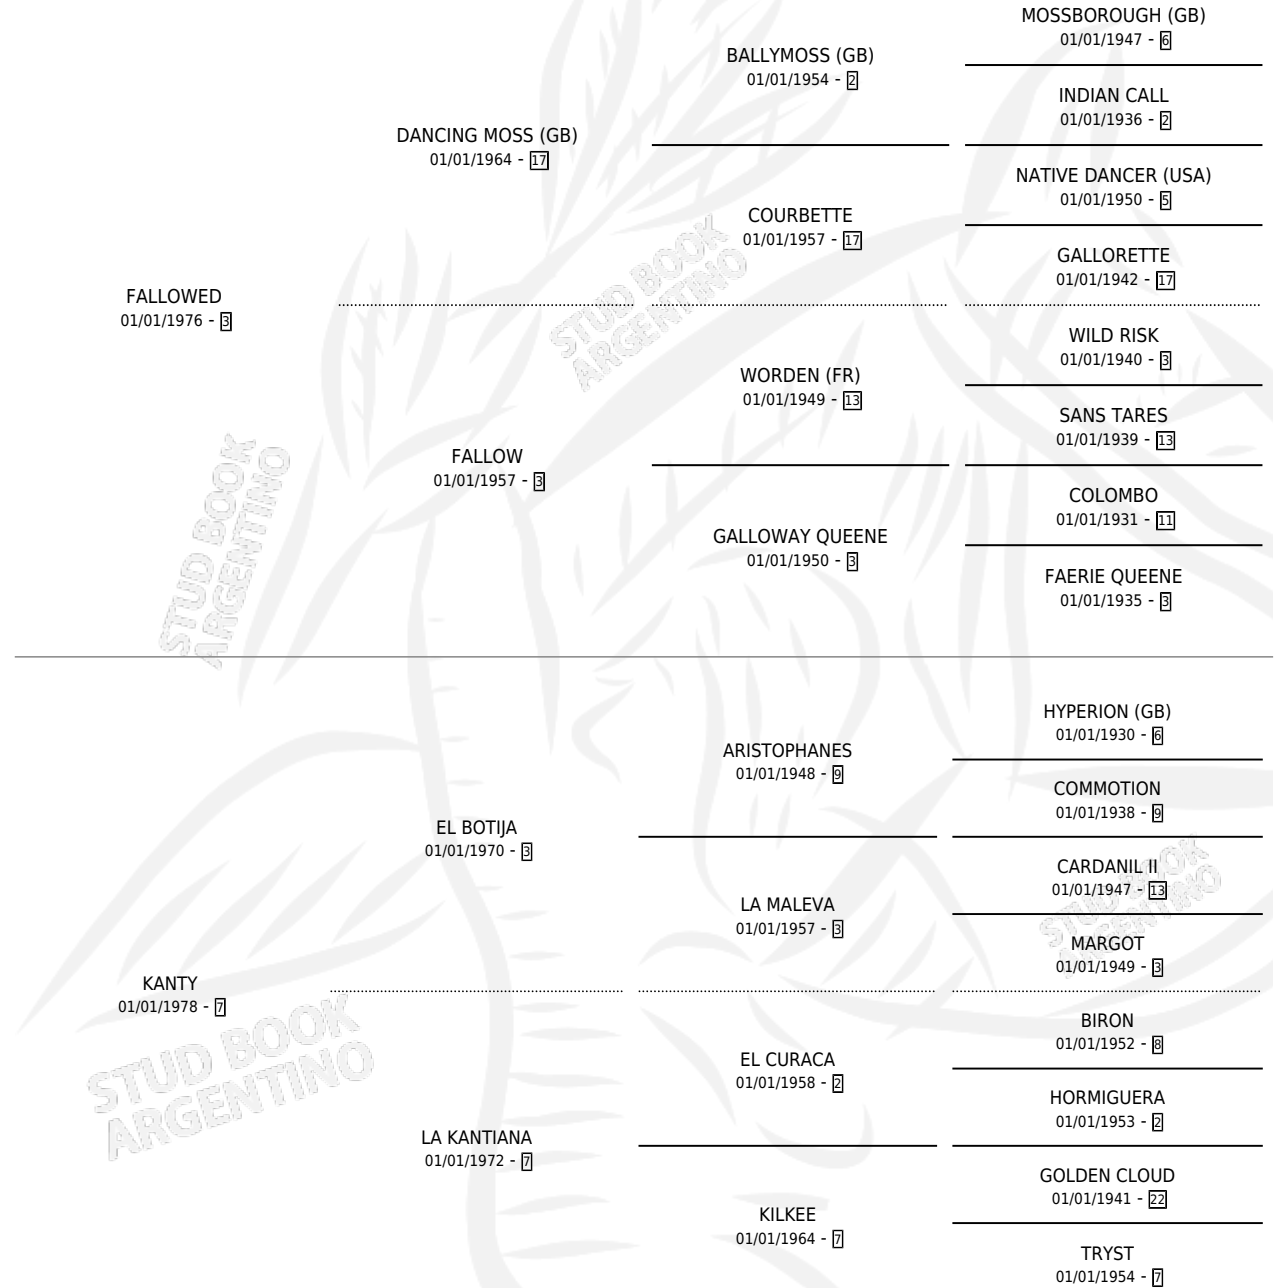 MOSSBOROUGH (GB)
01/01/1947 - 6
BALLYMOSS (GB)
01/01/1954 - 2
INDIAN CALL
01/01/1936 - 2
DANCING MOSS (GB)
01/01/1964 - 17
NATIVE DANCER (USA)
01/01/1950 - 5
COURBETTE
01/01/1957 - 17
GALLORETTE
01/01/1942 - 17
FALLOWED
01/01/1976 - 3
WILD RISK
01/01/1940 - 3
WORDEN (FR)
01/01/1949 - 13
SANS TARES
01/01/1939 - 13
FALLOW
01/01/1957 - 3
COLOMBO
01/01/1931 - 11
GALLOWAY QUEENE
01/01/1950 - 3
FAERIE QUEENE
01/01/1935 - 3
HYPERION (GB)
01/01/1930 - 6
ARISTOPHANES
01/01/1948 - 9
COMMOTION
01/01/1938 - 9
EL BOTIJA
01/01/1970 - 3
CARDANIL II
01/01/1947 - 13
LA MALEVA
01/01/1957 - 3
MARGOT
01/01/1949 - 3
KANTY
01/01/1978 - 7
BIRON
01/01/1952 - 8
EL CURACA
01/01/1958 - 2
HORMIGUERA
01/01/1953 - 2
LA KANTIANA
01/01/1972 - 7
GOLDEN CLOUD
01/01/1941 - 22
KILKEE
01/01/1964 - 7
TRYST
01/01/1954 - 7
STUD BOOK
ARGENTINO
STUD BOOK
ARGENTINO
STUD BOOK
ARGENTINO
STUD BOOK
ARGENTINO